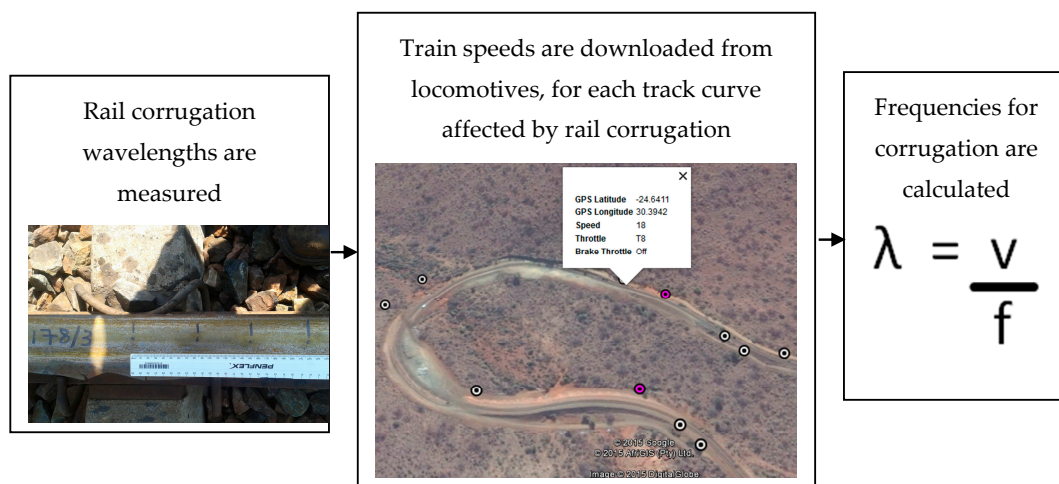 Rail corrugation
wavelengths are
measured
178/3
PENFLEX
Train speeds are downloaded from
locomotives, for each track curve
affected by rail corrugation
GPS Latitude -24.6411
GPS Longitude 30.3942
Speed 18
Throttle T8
Brake Throttle Off
© 2015 Google
© 2015 AfriGIS (Pty) Ltd.
Image © 2015 DigitalGlobe
Frequencies for
corrugation are
calculated
λ = v
f